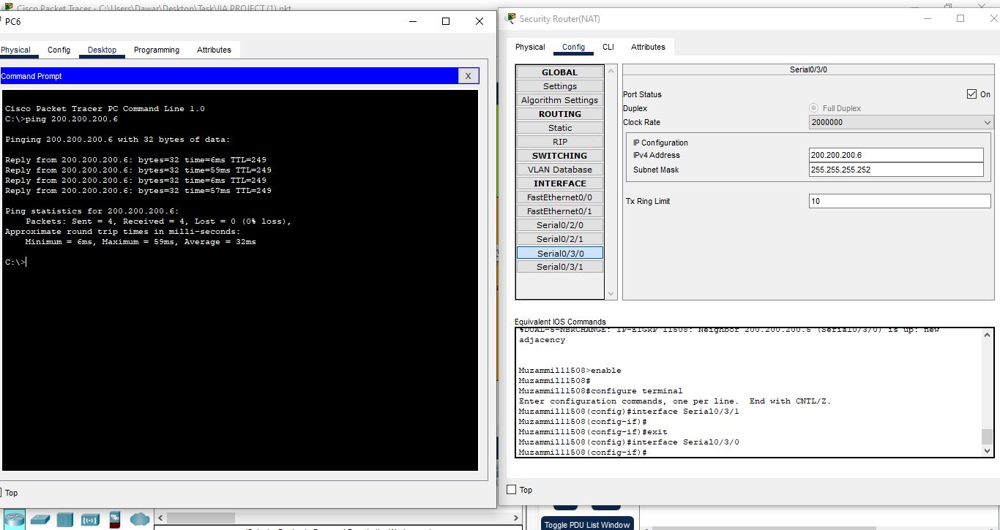 Cisco Packet Tracer - C:\Users\Dawar\Desktop\Task\IIA PROJECT (1).pkt
PC6
Physical Config Desktop Programming Attributes
Command Prompt
X
Cisco Packet Tracer PC Command Line 1.0
C:\>ping 200.200.200.6
Pinging 200.200.200.6 with 32 bytes of data:
Reply from 200.200.200.6: bytes=32 time=6ms TTL=249
Reply from 200.200.200.6: bytes=32 time=59ms TTL=249
Reply from 200.200.200.6: bytes=32 time=6ms TTL=249
Reply from 200.200.200.6: bytes=32 time=57ms TTL=249
Ping statistics for 200.200.200.6:
Packets: Sent = 4, Received = 4, Lost = 0 (0% loss),
Approximate round trip times in milli-seconds:
Minimum = 6ms, Maximum = 59ms, Average = 32ms
C:\>
Top
Security Router(NAT)
Physical Config CLI Attributes
GLOBAL
Settings
Algorithm Settings
ROUTING
Static
RIP
SWITCHING
VLAN Database
INTERFACE
FastEthernet0/0
FastEthernet0/1
Serial0/2/0
Serial0/2/1
Serial0/3/0
Serial0/3/1
Serial0/3/0
Port Status On
Duplex Full Duplex
Clock Rate 2000000
IP Configuration
IPv4 Address 200.200.200.6
Subnet Mask 255.255.255.252
Tx Ring Limit 10
Equivalent IOS Commands
%DUAL-5-NBRCHANGE: IP-EIGRP 11508: Neighbor 200.200.200.5 (Serial0/3/0) is up: new
adjacency
Muzammil11508>enable
Muzammil11508#
Muzammil11508#configure terminal
Enter configuration commands, one per line. End with CNTL/Z.
Muzammil11508(config)#interface Serial0/3/1
Muzammil11508(config-if)#
Muzammil11508(config-if)#exit
Muzammil11508(config)#interface Serial0/3/0
Muzammil11508(config-if)#
Top
Toggle PDU List Window